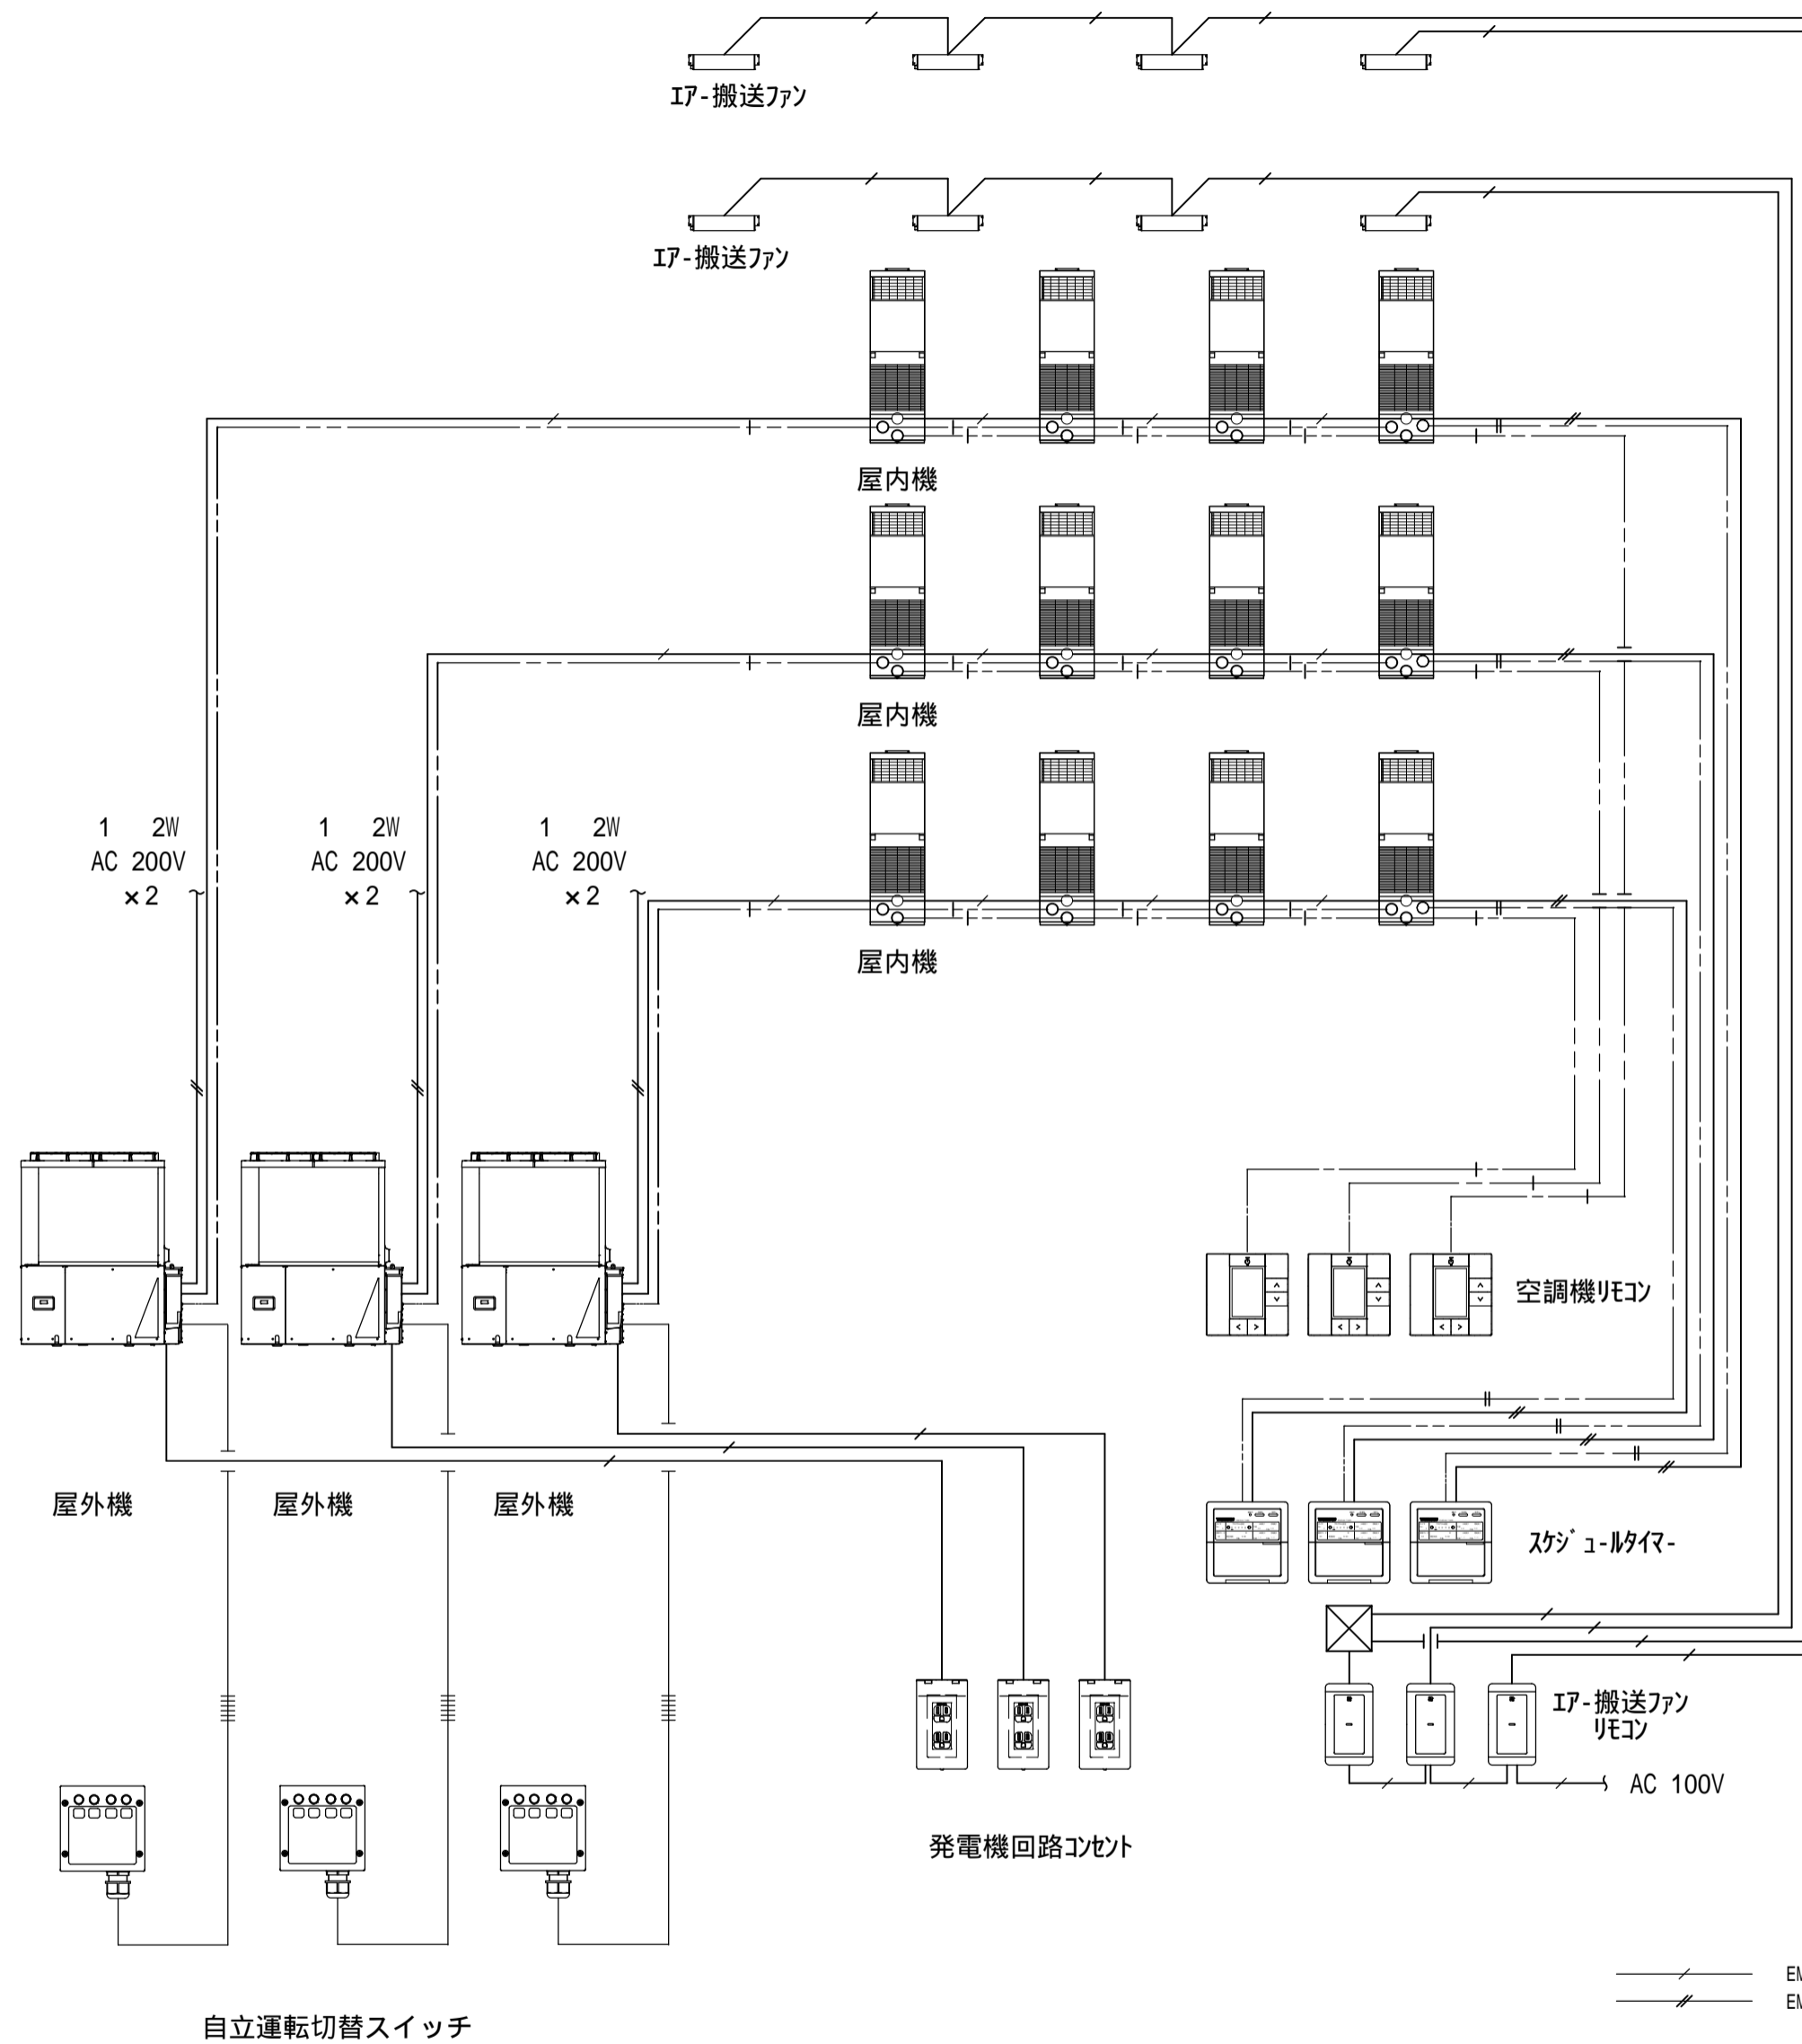 エアー搬送ファン
エアー搬送ファン
屋内機
屋内機
1 2W
AC 200V
×2
1 2W
AC 200V
×2
1 2W
AC 200V
×2
屋内機
空調機リモコン
屋外機
屋外機
屋外機
スケジュールタイマー
エアー搬送ファン
リモコン
AC 100V
発電機回路コンセント
EM
EM
自立運転切替スイッチ